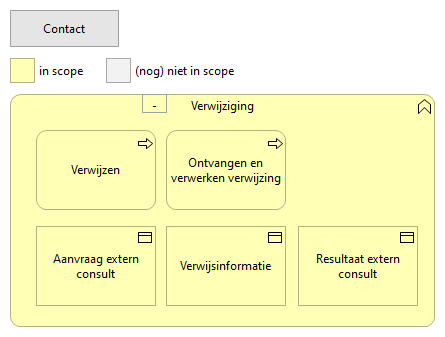 Contact
in scope
(nog) niet in scope
-
Verwijziging
Verwijzen
Ontvangen en
verwerken verwijzing
Aanvraag extern
consult
Verwijsinformatie
Resultaat extern
consult